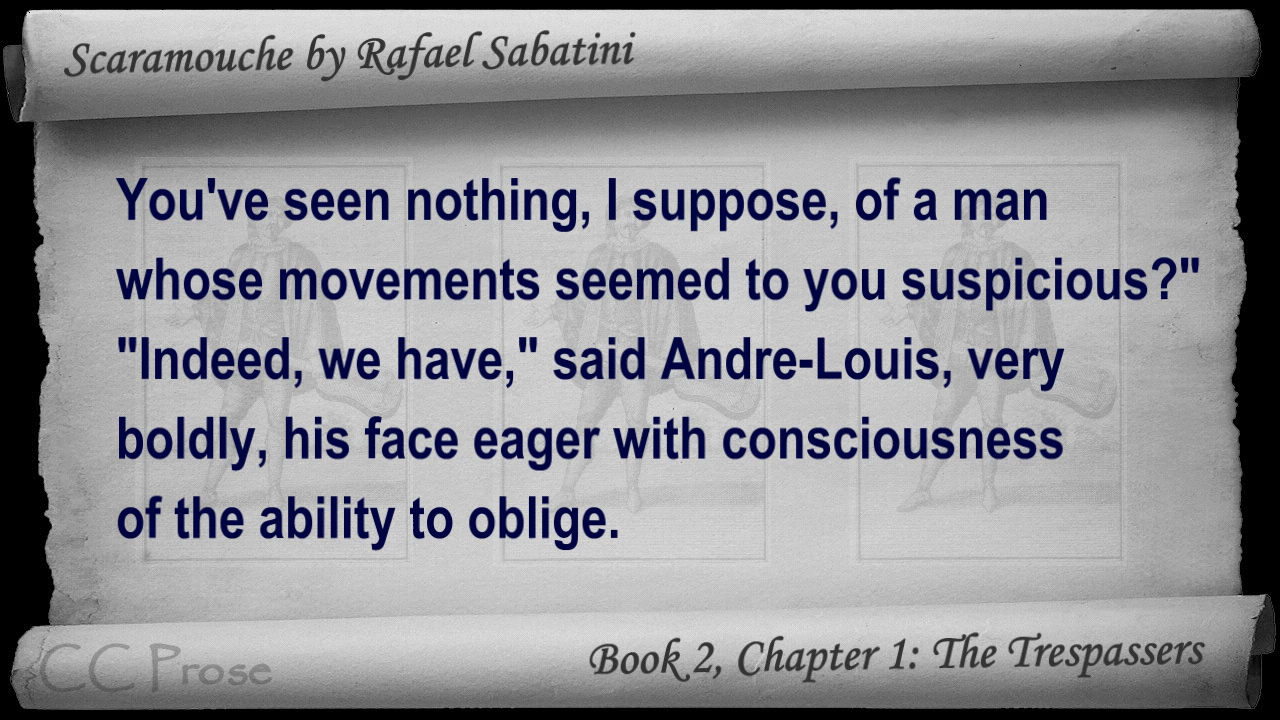 Scaramouche by Rafael Sabatini
You've seen nothing, I suppose, of a man
whose movements seemed to you suspicious?"
"Indeed, we have," said Andre-Louis, very
boldly, his face eager with consciousness
of the ability to oblige.
CC Prose
Book 2, Chapter 1: The Trespassers